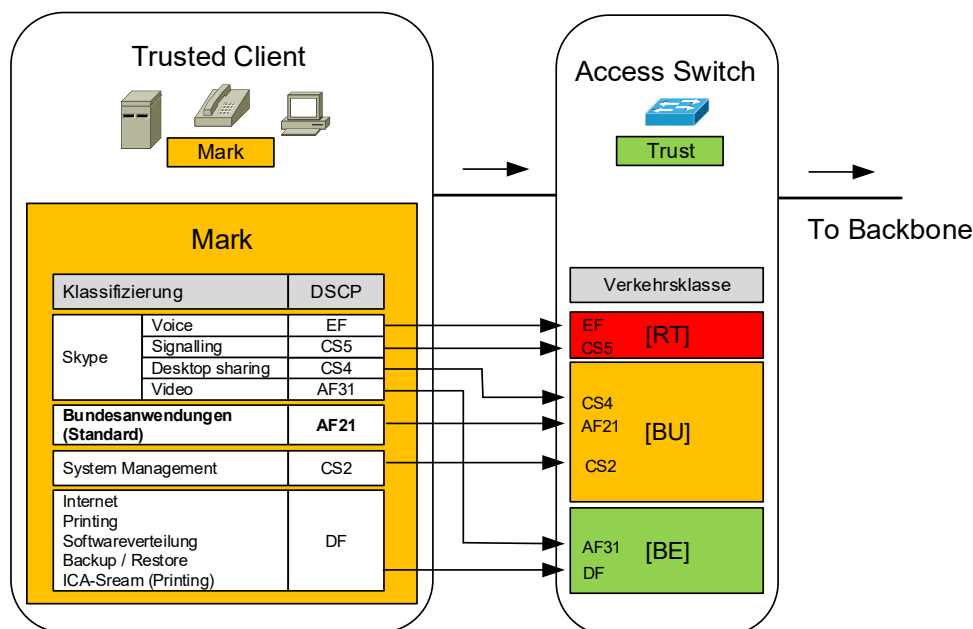 Trusted Client
Mark
Mark
Klassifizierung DSCP
Skype
Voice EF
Signalling CS5
Desktop sharing CS4
Video AF31
Bundesanwendungen
(Standard)
AF21
System Management CS2
Internet
Printing
Softwareverteilung
Backup / Restore
ICA-Sream (Printing)
DF
Access Switch
Trust
Verkehrsklasse
EF
CS5
[RT]
CS4
AF21
CS2
[BU]
AF31
DF
[BE]
To Backbone